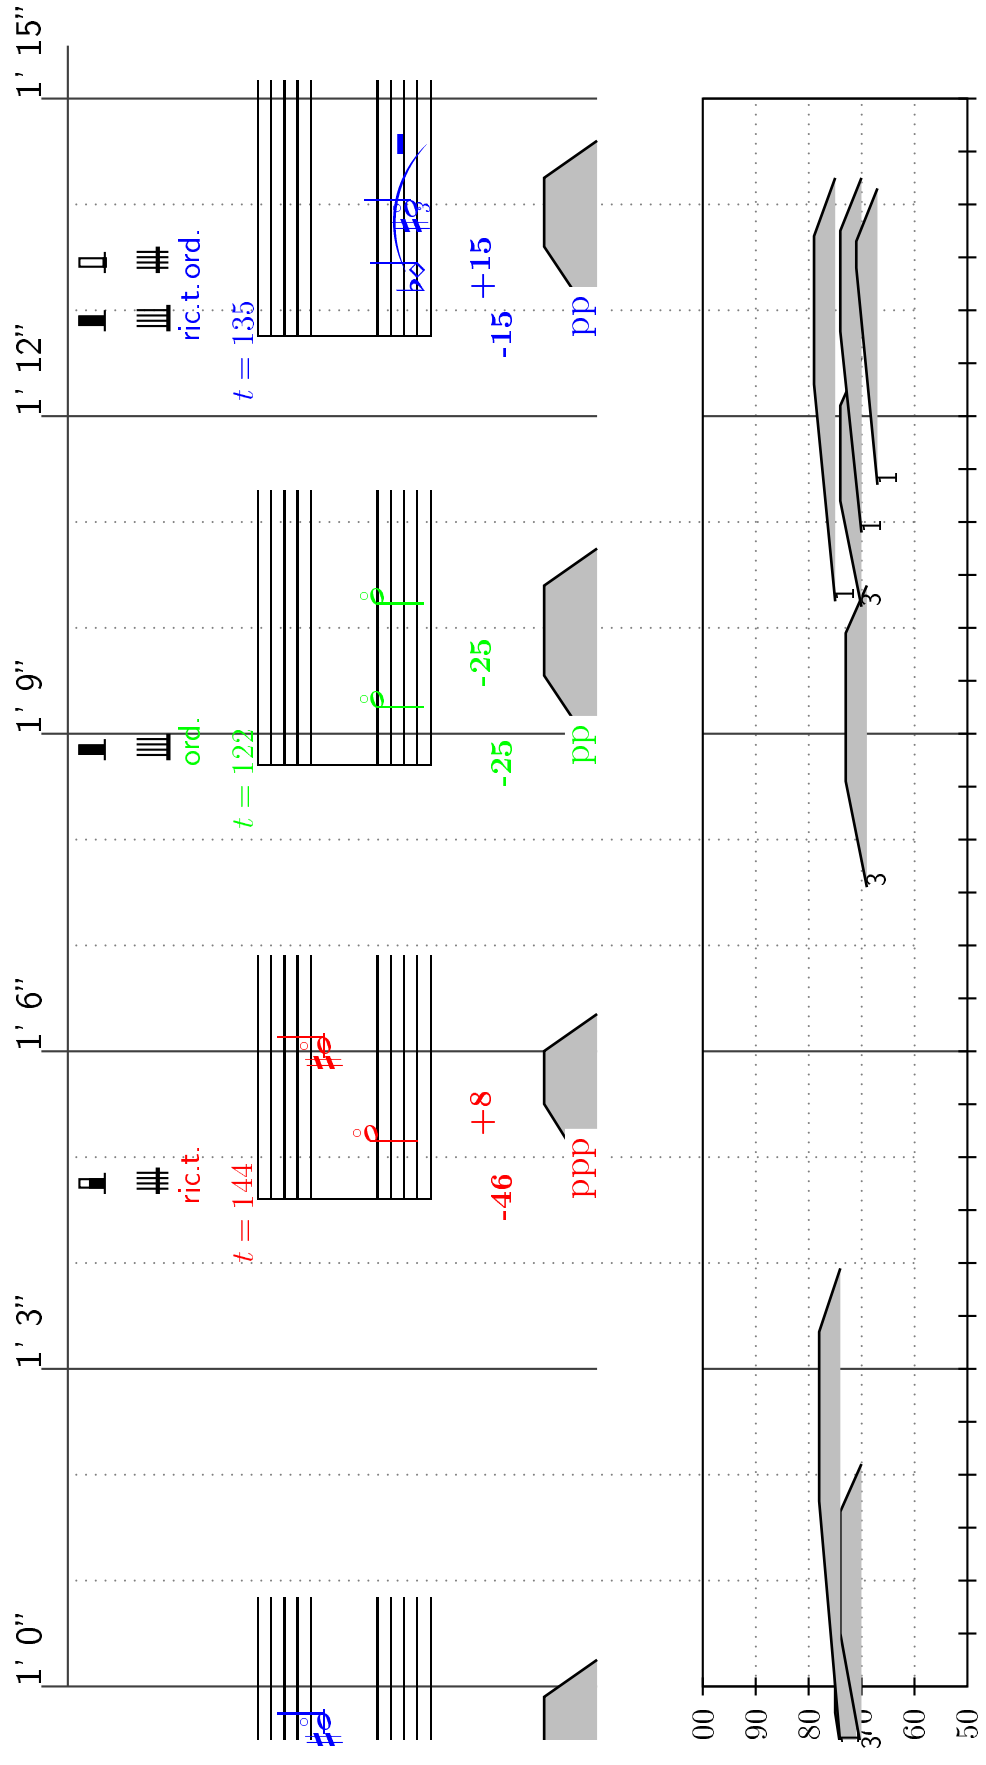 1' 0" 1' 3" 1' 6" 1' 9" 1' 12" 1' 15"
ric.t. ord. ric.t. ord.
t = 144 t = 122 t = 135
3
+8 -25 +15
-46 -25 -15
ppp pp pp
00
90
80
60
50
3
3
3
1
1
1